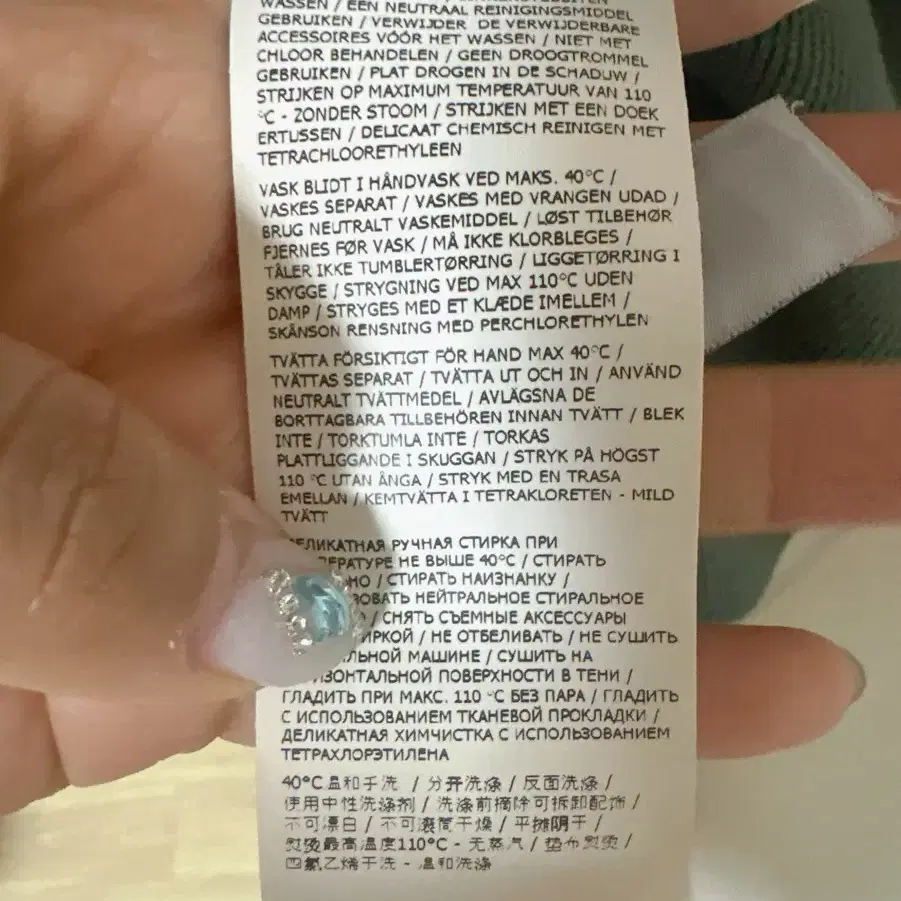 WASSEN / EEN NEUTRAAL REINIGINGSMIDDEL
GEBRUIKEN / VERWIJDER DE VERWIJDERBARE
ACCESSOIRES VÓÓR HET WASSEN / NIET MET
CHLOOR BEHANDELEN / GEEN DROOGTROMMEL
GEBRUIKEN / PLAT DROGEN IN DE SCHADUW /
STRIJKEN OP MAXIMUM TEMPERATUUR VAN 110
°C - ZONDER STOOM / STRIJKEN MET EEN DOEK
ERTUSSEN / DELICAAT CHEMISCH REINIGEN MET
TETRACHLOORETHYLEEN
VASK BLIDT I HÅNDVASK VED MAKS. 40°C /
VASKES SEPARAT / VASKES MED VRANGEN UDAD /
BRUG NEUTRALT VASKEMIDDEL / LØST TILBEHØR
FJERNES FØR VASK / MÅ IKKE KLORBLEGES /
TÅLER IKKE TUMBLERTØRRING / LIGGETØRRING I
SKYGGE / STRYGNING VED MAX 110°C UDEN
DAMP / STRYGES MED ET KLÆDE IMELLEM /
SKÅNSON RENSNING MED PERCHLORETHYLEN
TVÄTTA FÖRSIKTIGT FÖR HAND MAX 40°C /
TVÄTTAS SEPARAT / TVÄTTA UT OCH IN / ANVÄND
NEUTRALT TVÄTTMEDEL / AVLÄGSNA DE
BORTTAGBARA TILLBEHÖREN INNAN TVÄTT / BLEK
INTE / TORKTUMLA INTE / TORKAS
PLATTLIGGANDE I SKUGGAN / STRYK PÅ HÖGST
110 °C UTAN ÅNGA / STRYK MED EN TRASA
EMELLAN / KEMTVÄTTA I TETRAKLORETEN - MILD
TVÄTT
ЕЛИКАТНАЯ РУЧНАЯ СТИРКА ПРИ
ЕРАТУРЕ НЕ ВЫШЕ 40°C / СТИРАТЬ
НО / СТИРАТЬ НАИЗНАНКУ /
ЗОВАТЬ НЕЙТРАЛЬНОЕ СТИРАЛЬНОЕ
/ СНЯТЬ СЪЕМНЫЕ АКСЕССУАРЫ
ИРКОЙ / НЕ ОТБЕЛИВАТЬ / НЕ СУШИТЬ
ЛЬНОЙ МАШИНЕ / СУШИТЬ НА
ИЗОНТАЛЬНОЙ ПОВЕРХНОСТИ В ТЕНИ /
ГЛАДИТЬ ПРИ МАКС. 110 °C БЕЗ ПАРА / ГЛАДИТЬ
С ИСПОЛЬЗОВАНИЕМ ТКАНЕВОЙ ПРОКЛАДКИ /
ДЕЛИКАТНАЯ ХИМЧИСТКА С ИСПОЛЬЗОВАНИЕМ
ТЕТРАХЛОРЭТИЛЕНА
40°C温和手洗 / 分开洗涤 / 反面洗涤 /
使用中性洗涤剂 / 洗涤前摘除可拆卸配饰 /
不可漂白 / 不可滚筒干燥 / 平摊阴干 /
熨烫最高温度110°C - 无蒸汽 / 垫布熨烫 /
四氯乙烯干洗 - 温和洗涤